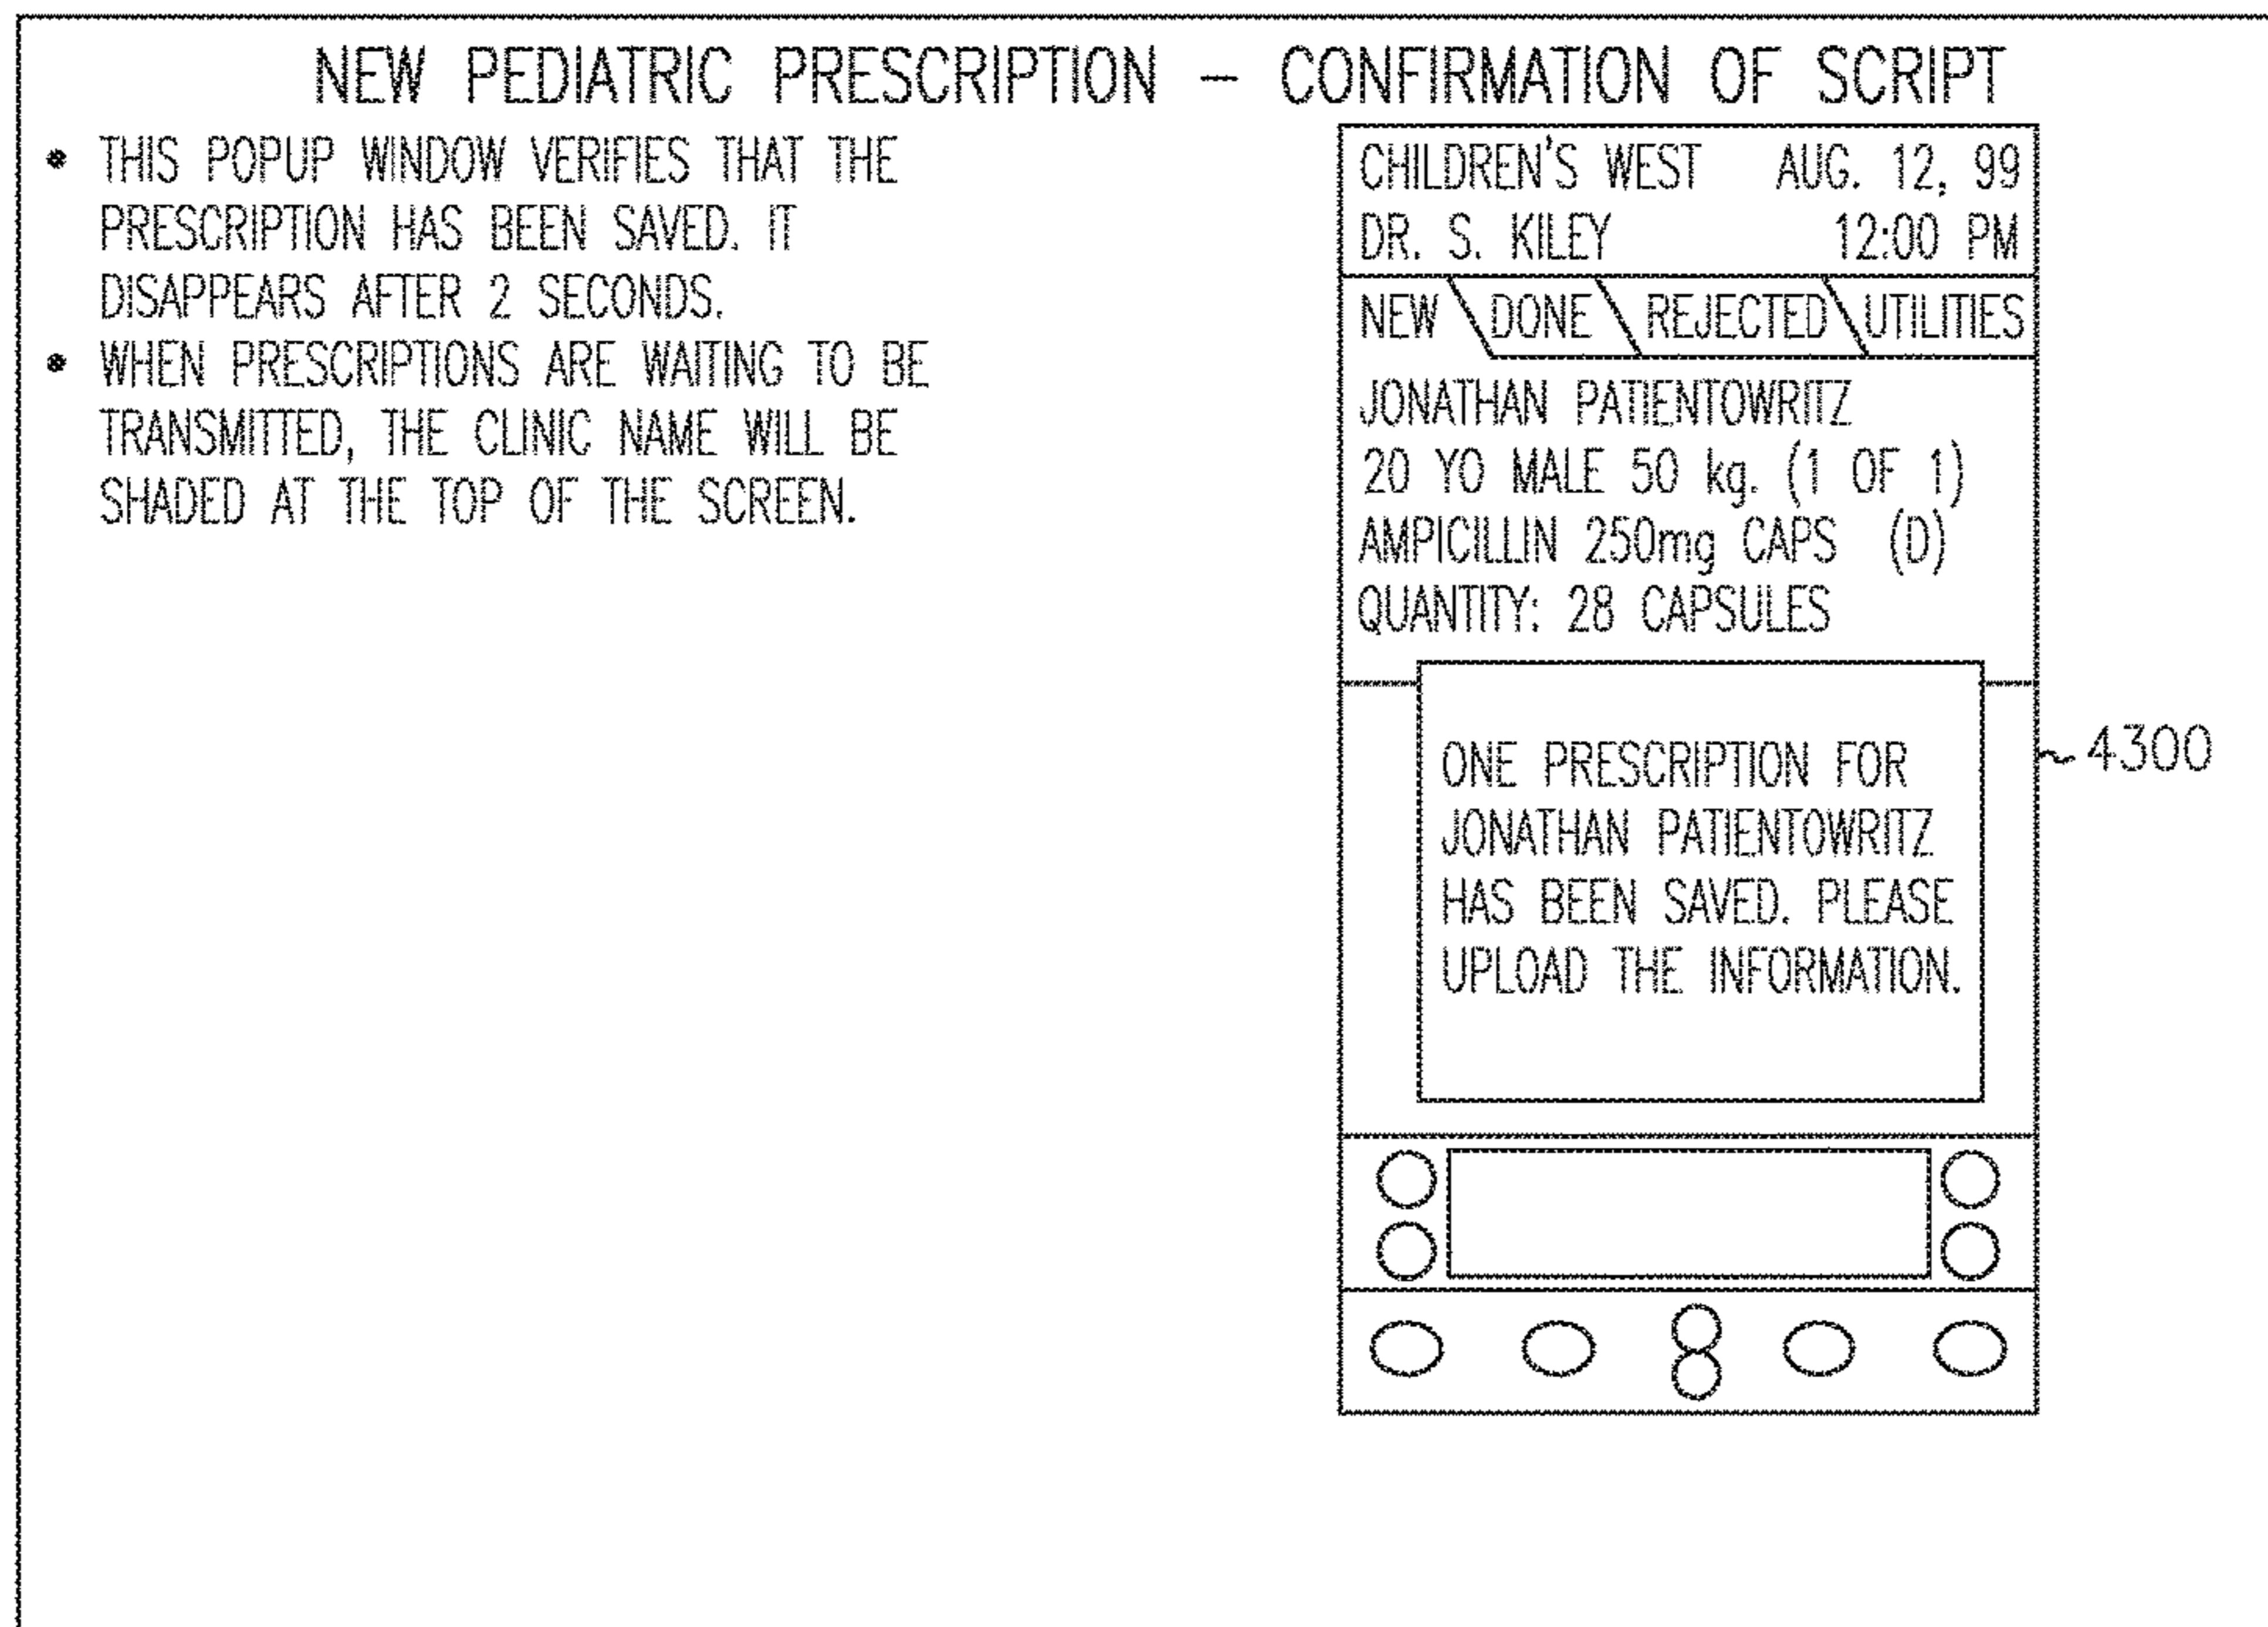 NEW PEDIATRIC PRESCRIPTION – CONFIRMATION OF SCRIPT
• THIS POPUP WINDOW VERIFIES THAT THE
PRESCRIPTION HAS BEEN SAVED. IT
DISAPPEARS AFTER 2 SECONDS.
• WHEN PRESCRIPTIONS ARE WAITING TO BE
TRANSMITTED, THE CLINIC NAME WILL BE
SHADED AT THE TOP OF THE SCREEN.
CHILDREN'S WEST AUG. 12, 99
DR. S. KILEY 12:00 PM
NEW DONE REJECTED UTILITIES
JONATHAN PATIENTOWRITZ
20 YO MALE 50 kg. (1 OF 1)
AMPICILLIN 250mg CAPS (D)
QUANTITY: 28 CAPSULES
ONE PRESCRIPTION FOR
JONATHAN PATIENTOWRITZ
HAS BEEN SAVED. PLEASE
UPLOAD THE INFORMATION.
4300